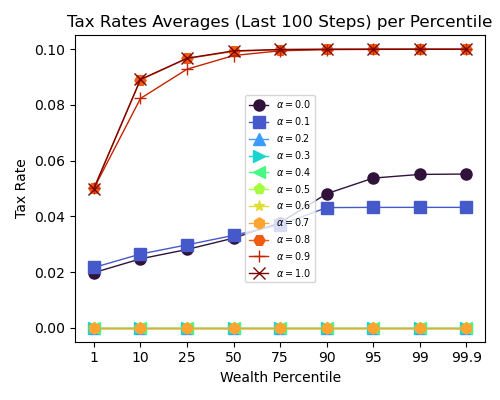 Tax Rates Averages (Last 100 Steps) per Percentile
Tax Rate
0.10
0.08
0.06
0.04
0.02
0.00
α = 0.0
α = 0.1
α = 0.2
α = 0.3
α = 0.4
α = 0.5
α = 0.6
α = 0.7
α = 0.8
α = 0.9
α = 1.0
1 10 25 50 75 90 95 99 99.9
Wealth Percentile